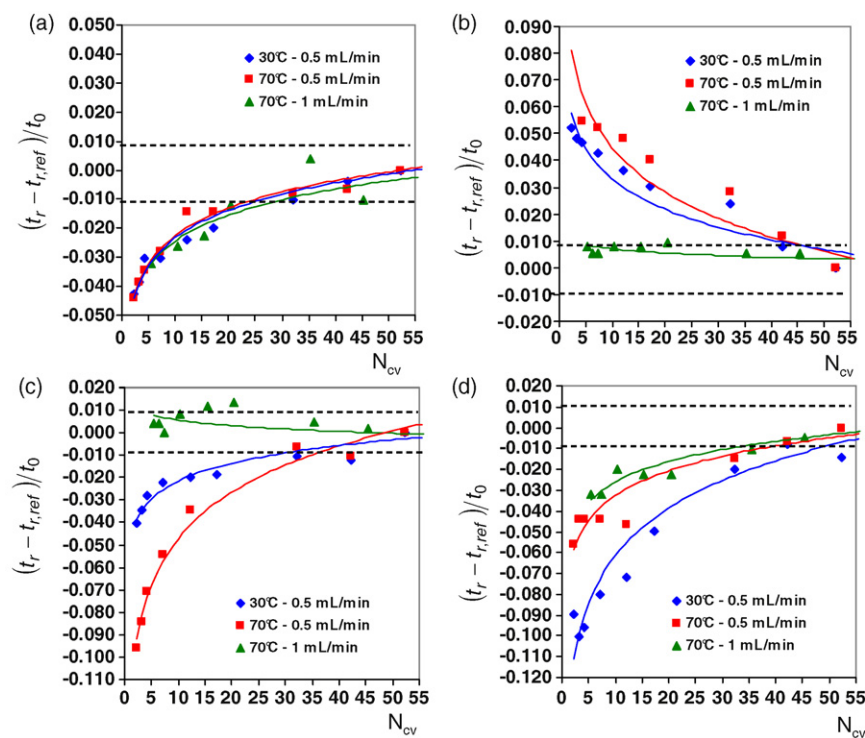 (a)
(t_r − t_{r,ref})/t_0
0.050
0.040
0.030
0.020
0.010
0.000
-0.010
-0.020
-0.030
-0.040
-0.050
30℃ - 0.5 mL/min
70℃ - 0.5 mL/min
70℃ - 1 mL/min
0 5 10 15 20 25 30 35 40 45 50 55
N_cv
(b)
(t_r − t_{r,ref})/t_0
0.100
0.090
0.080
0.070
0.060
0.050
0.040
0.030
0.020
0.010
0.000
-0.010
-0.020
30℃ - 0.5 mL/min
70℃ - 0.5 mL/min
70℃ - 1 mL/min
0 5 10 15 20 25 30 35 40 45 50 55
N_cv
(c)
(t_r − t_{r,ref})/t_0
0.020
0.010
0.000
-0.010
-0.020
-0.030
-0.040
-0.050
-0.060
-0.070
-0.080
-0.090
-0.100
-0.110
30℃ - 0.5 mL/min
70℃ - 0.5 mL/min
70℃ - 1 mL/min
0 5 10 15 20 25 30 35 40 45 50 55
N_cv
(d)
(t_r − t_{r,ref})/t_0
0.020
0.010
0.000
-0.010
-0.020
-0.030
-0.040
-0.050
-0.060
-0.070
-0.080
-0.090
-0.100
-0.110
-0.120
30℃ - 0.5 mL/min
70℃ - 0.5 mL/min
70℃ - 1 mL/min
0 5 10 15 20 25 30 35 40 45 50 55
N_cv